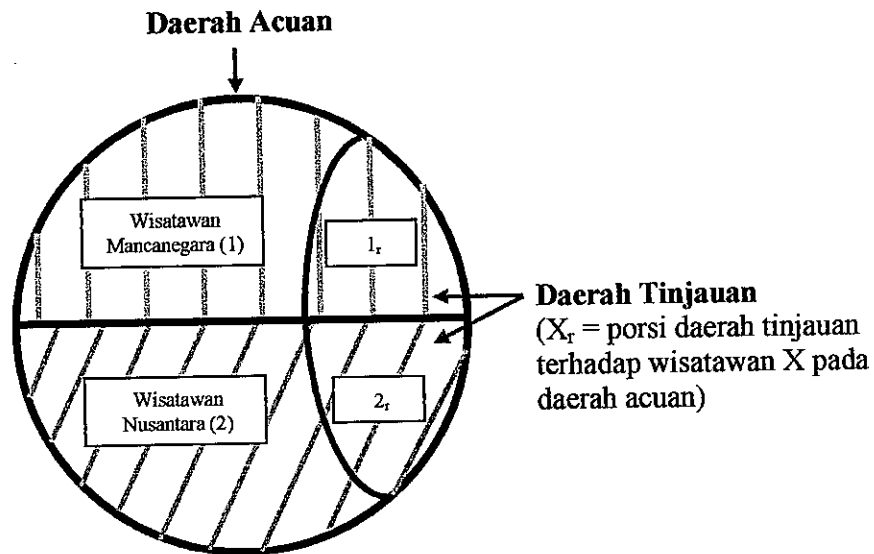 Daerah Acuan
Wisatawan
Mancanegara (1)
1r
Daerah Tinjauan
(Xr = porsi daerah tinjauan
terhadap wisatawan X pada
daerah acuan)
Wisatawan
Nusantara (2)
2r